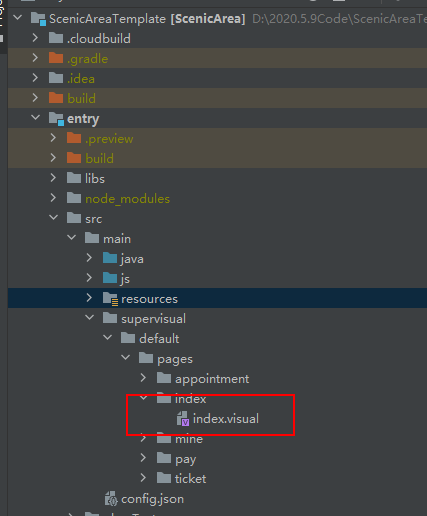 ScenicAreaTemplate [ScenicArea] D:\2020.5.9Code\ScenicAreaTe
.cloudbuild
.gradle
.idea
build
entry
.preview
build
libs
node_modules
src
main
java
js
resources
supervisual
default
pages
appointment
index
index.visual
mine
pay
ticket
config.json